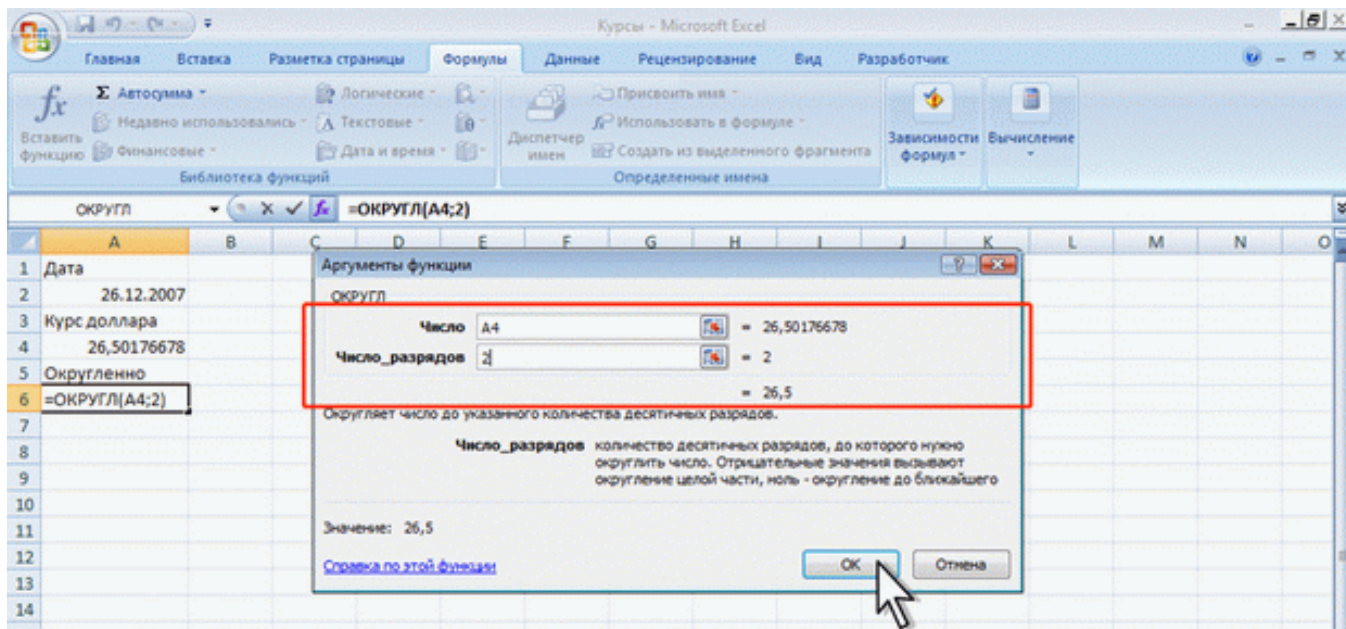 Курсы - Microsoft Excel
Главная Вставка Разметка страницы Формулы Данные Рецензирование Вид Разработчик
fx Вставить функцию
Σ Автосумма
Недавно использовались
Финансовые
Логические
Текстовые
Дата и время
Библиотека функций
Диспетчер имен
Присвоить имя
Использовать в формуле
Создать из выделенного фрагмента
Определенные имена
Зависимости формул
Вычисление
ОКРУГЛ fx =ОКРУГЛ(A4;2)
A B C D E F G H I J K L M N O
1 Дата
2 26.12.2007
3 Курс доллара
4 26,50176678
5 Округленно
6 =ОКРУГЛ(A4;2)
7
8
9
10
11
12
13
14
Аргументы функции
ОКРУГЛ
Число A4 = 26,50176678
Число_разрядов 2 = 2
= 26,5
Округляет число до указанного количества десятичных разрядов.
Число_разрядов количество десятичных разрядов, до которого нужно
округлить число. Отрицательные значения вызывают
округление целой части, ноль - округление до ближайшего
Значение: 26,5
Справка по этой функции
ОК Отмена